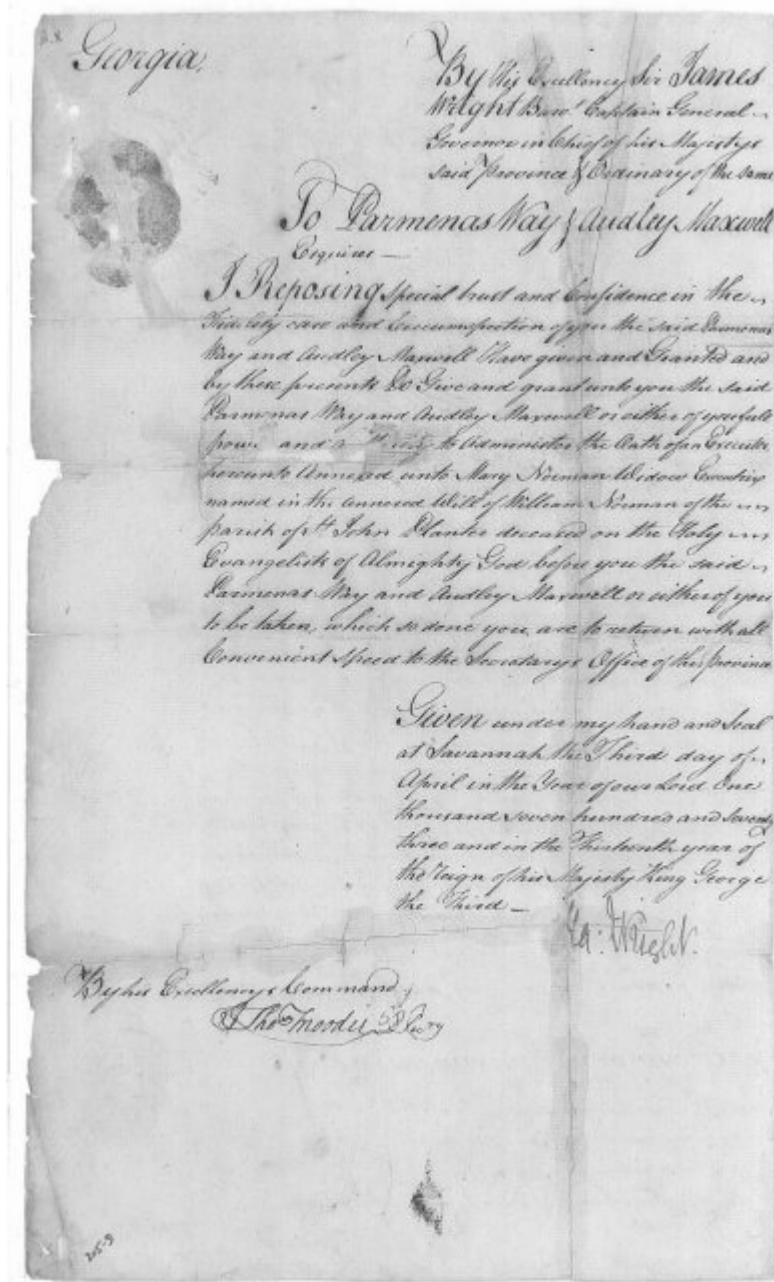 Georgia.
By His Excellency Sir James
Wright Bart Captain General
Governor in Chief of his Majestys
said Province & Ordinary of the same
To Parmenas Way & Audley Maxwell
Esquires
I Reposing special trust and Confidence in the
Fidelity care and Circumspection of you the said Parmenas
Way and Audley Maxwell Have given and Granted and
by these presents Do Give and grant unto you the said
Parmenas Way and Audley Maxwell or either of you full
power and to Administer the Oath of an Executor
hereunto Annexed unto Mary Norman Widow Executrix
named in the annexed Will of William Norman of the
parish of St John Planter deceased on the Holy
Evangelists of Almighty God before you the said
Parmenas Way and Audley Maxwell or either of you
to be taken, which so done you are to return with all
Convenient speed to the Secretarys Office of this province
Given under my hand and Seal
at Savannah the Third day of
April in the Year of our Lord One
thousand seven hundred and seventy
three and in the Thirteenth year of
the reign of his Majesty King George
the Third
Ja: Wright.
By his Excellencys Command
Thos Moodie D Secry